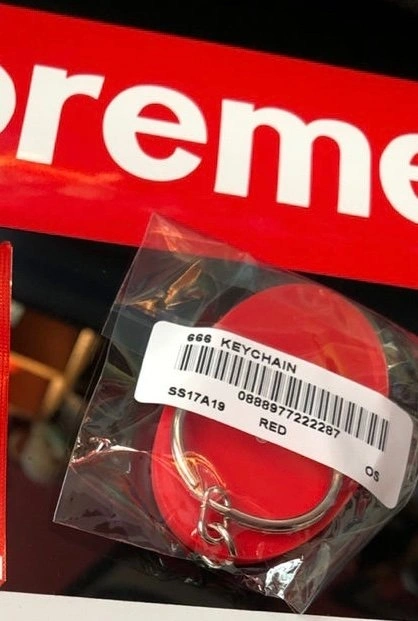 preme
666 KEYCHAIN
SS17A19
0888977222287
RED
OS